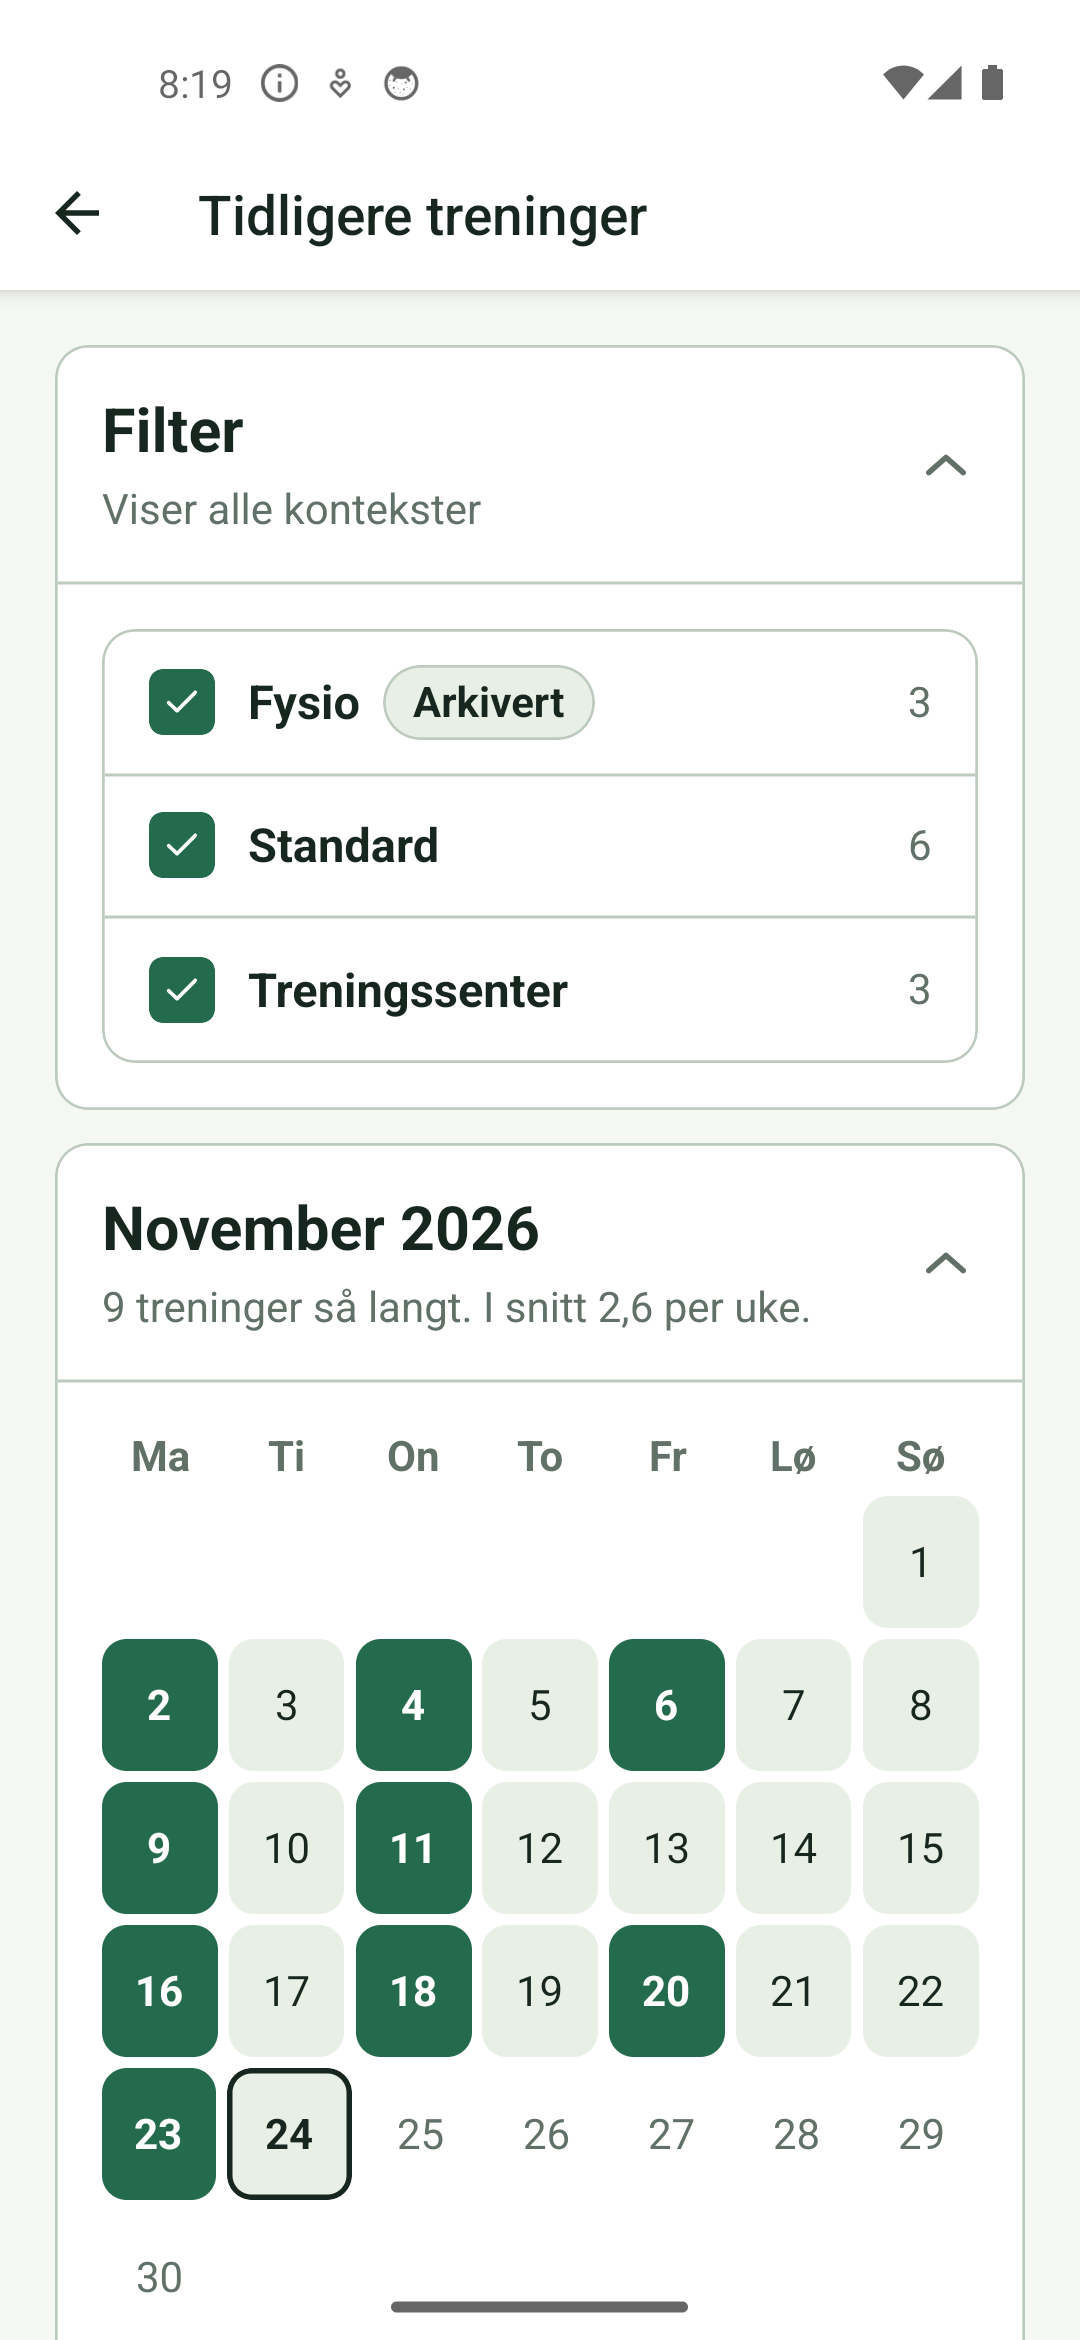 8:19
Tidligere treninger
Filter
Viser alle kontekster
Fysio Arkivert 3
Standard 6
Treningssenter 3
November 2026
9 treninger så langt. I snitt 2,6 per uke.
Ma Ti On To Fr Lø Sø
1
2 3 4 5 6 7 8
9 10 11 12 13 14 15
16 17 18 19 20 21 22
23 24 25 26 27 28 29
30